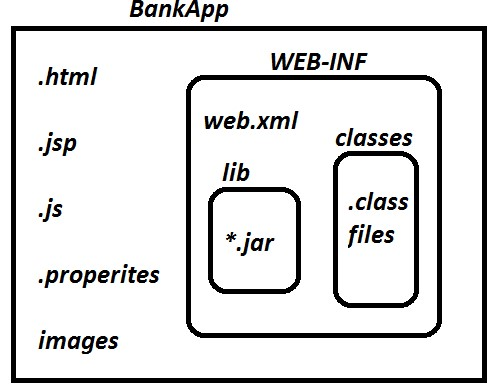 BankApp
.html
.jsp
.js
.properites
images
WEB-INF
web.xml
lib
*.jar
classes
.class
files